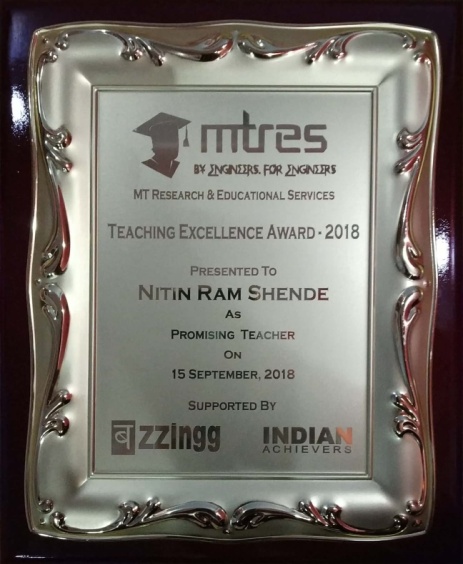 mtres
BY ENGINEERS. FOR ENGINEERS
MT RESEARCH & EDUCATIONAL SERVICES
TEACHING EXCELLENCE AWARD - 2018
PRESENTED TO
NITIN RAM SHENDE
AS
PROMISING TEACHER
ON
15 SEPTEMBER, 2018
SUPPORTED BY
बzzingg
INDIAN
ACHIEVERS